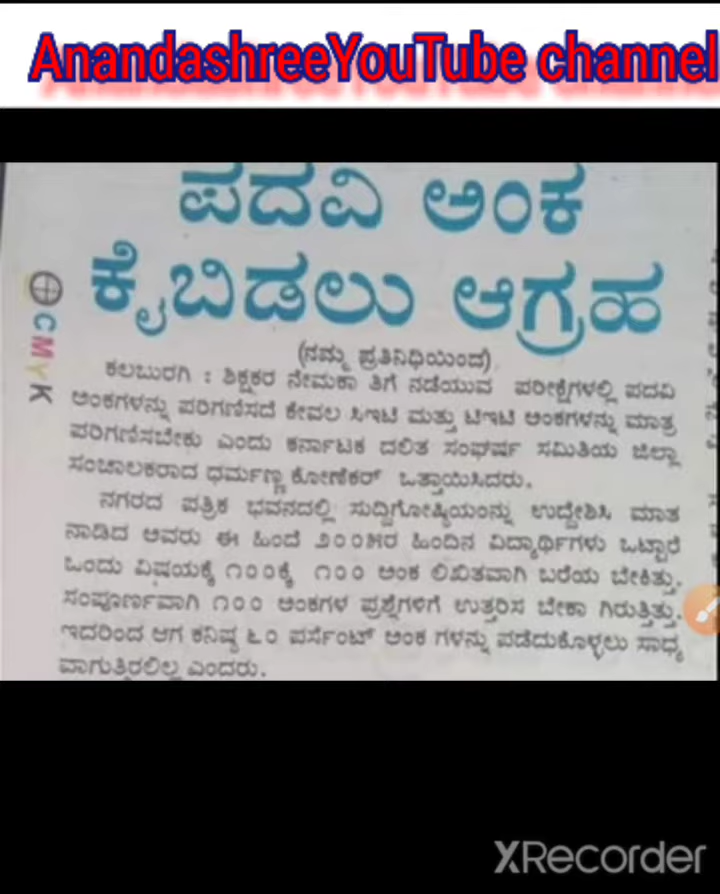 AnandashreeYouTube channel
ಪದವಿ ಅಂಕ
ಕೈಬಿಡಲು ಆಗ್ರಹ
CMYK
(ನಮ್ಮ ಪ್ರತಿನಿಧಿಯಿಂದ)
ಕಲಬುರಗಿ : ಶಿಕ್ಷಕರ ನೇಮಕಾ ತಿಗೆ ನಡೆಯುವ ಪರೀಕ್ಷೆಗಳಲ್ಲಿ ಪದವಿ
ಅಂಕಗಳನ್ನು ಪರಿಗಣಿಸದೆ ಕೇವಲ ಸಿಇಟಿ ಮತ್ತು ಟಿಇಟಿ ಅಂಕಗಳನ್ನು ಮಾತ್ರ
ಪರಿಗಣಿಸಬೇಕು ಎಂದು ಕರ್ನಾಟಕ ದಲಿತ ಸಂಘರ್ಷ ಸಮಿತಿಯ ಜಿಲ್ಲಾ
ಸಂಚಾಲಕರಾದ ಧರ್ಮಣ್ಣ ಕೋಣೆಕರ್ ಒತ್ತಾಯಿಸಿದರು.
ನಗರದ ಪತ್ರಿಕ ಭವನದಲ್ಲಿ ಸುದ್ದಿಗೋಷ್ಠಿಯನ್ನು ಉದ್ದೇಶಿಸಿ ಮಾತ
ನಾಡಿದ ಅವರು ಈ ಹಿಂದೆ ೨೦೦೫ರ ಹಿಂದಿನ ವಿದ್ಯಾರ್ಥಿಗಳು ಒಟ್ಟಾರೆ
ಒಂದು ವಿಷಯಕ್ಕೆ ೧೦೦ಕ್ಕೆ ೧೦೦ ಅಂಕ ಲಿಖಿತವಾಗಿ ಬರೆಯ ಬೇಕಿತ್ತು.
ಸಂಪೂರ್ಣವಾಗಿ ೧೦೦ ಅಂಕಗಳ ಪ್ರಶ್ನೆಗಳಿಗೆ ಉತ್ತರಿಸ ಬೇಕಾ ಗಿರುತ್ತಿತ್ತು.
ಇದರಿಂದ ಆಗ ಕನಿಷ್ಠ ೬೦ ಪರ್ಸೆಂಟ್ ಅಂಕ ಗಳನ್ನು ಪಡೆದುಕೊಳ್ಳಲು ಸಾಧ್ಯ
ವಾಗುತ್ತಿರಲಿಲ್ಲ ಎಂದರು.
XRecorder